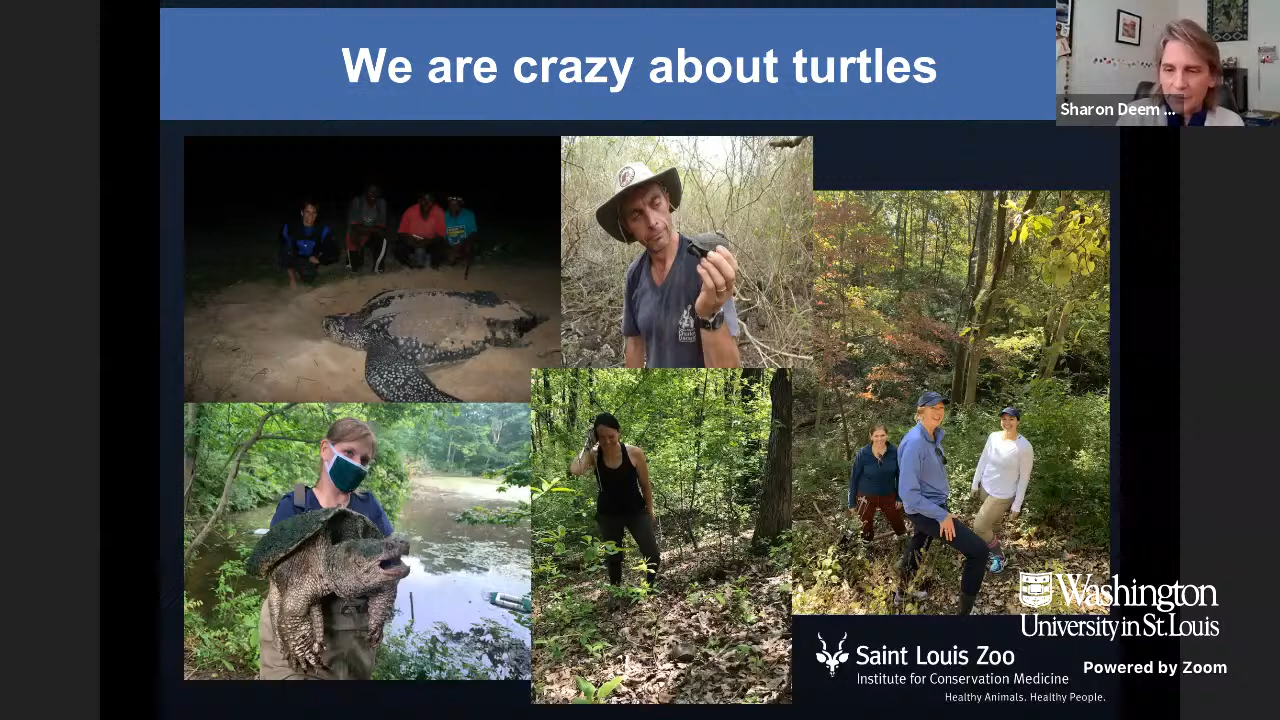 We are crazy about turtles
Sharon Deem ...
Washington
University in St. Louis
Saint Louis Zoo
Institute for Conservation Medicine
Healthy Animals. Healthy People.
Powered by Zoom